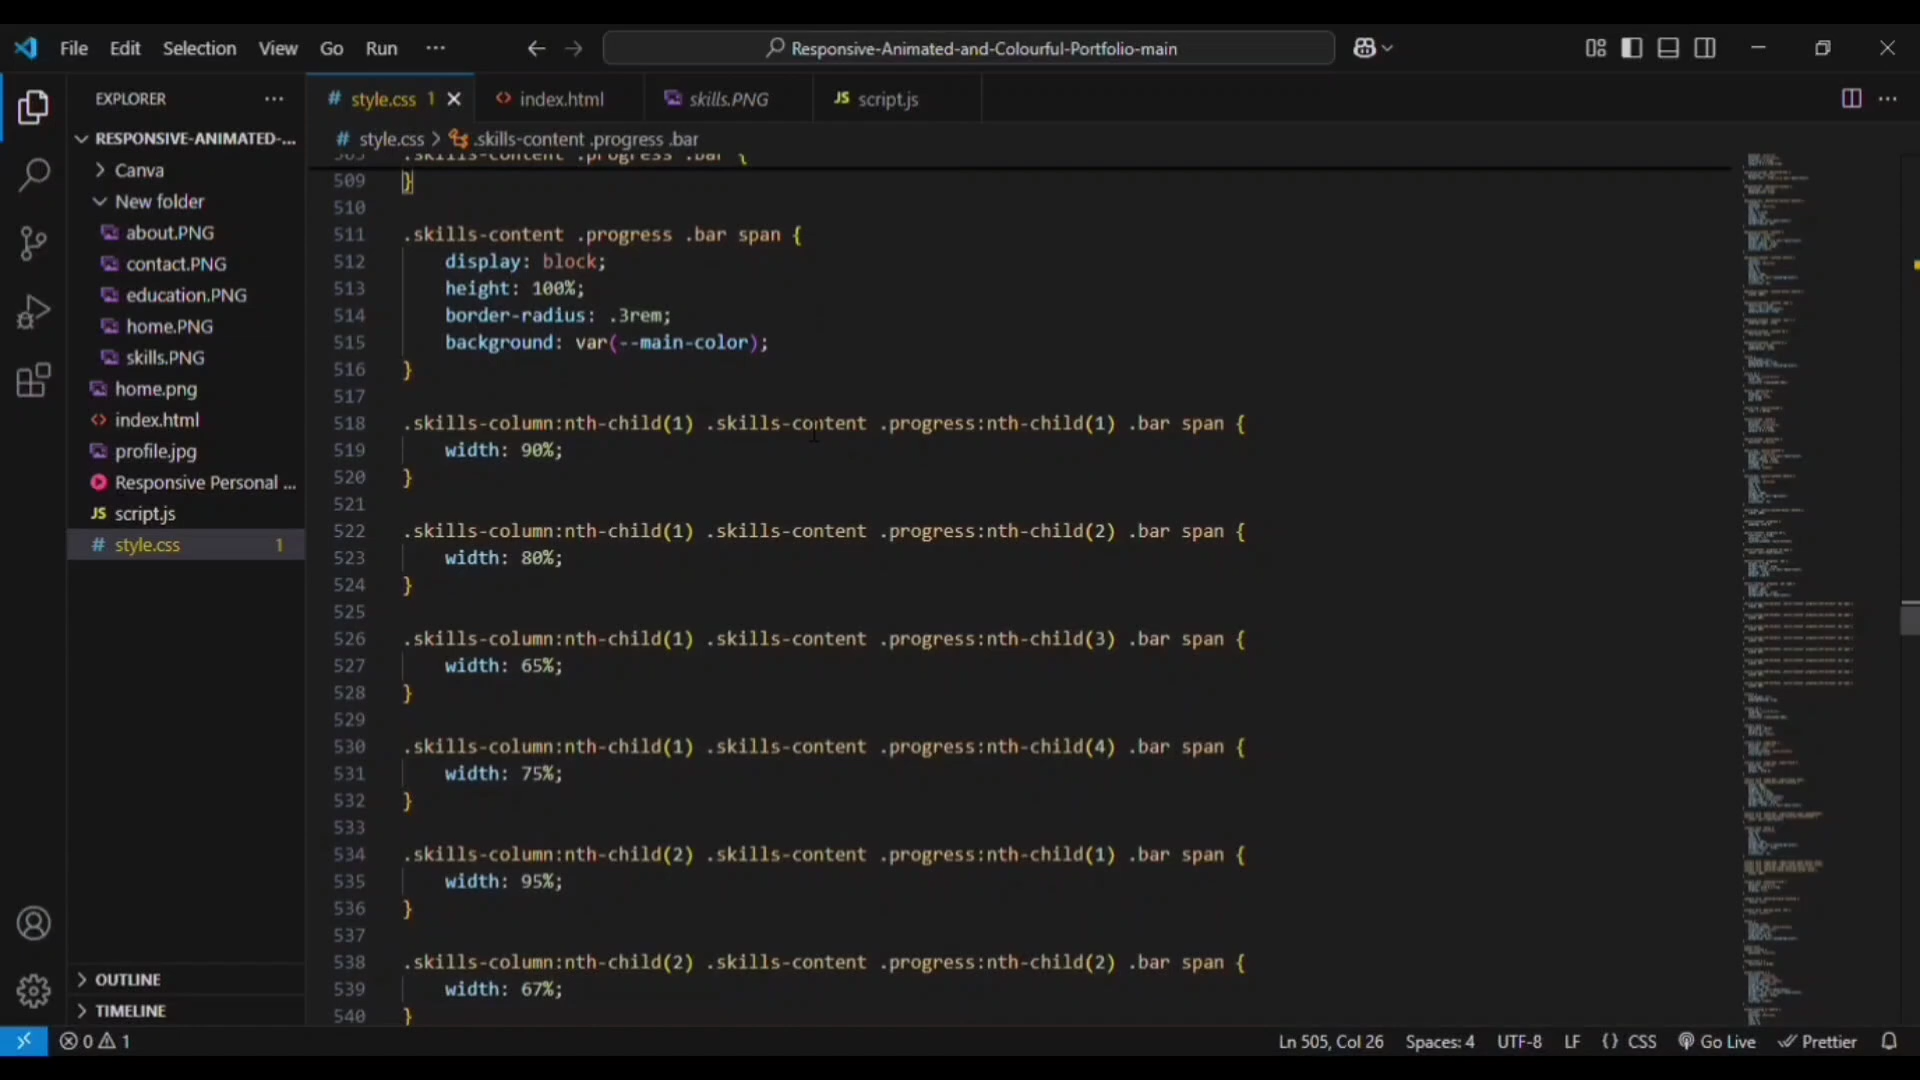 File Edit Selection View Go Run ···
Responsive-Animated-and-Colourful-Portfolio-main
EXPLORER ···
RESPONSIVE-ANIMATED-...
Canva
New folder
about.PNG
contact.PNG
education.PNG
home.PNG
skills.PNG
home.png
<> index.html
profile.jpg
Responsive Personal ...
JS script.js
# style.css 1
OUTLINE
TIMELINE
# style.css 1
<> index.html
skills.PNG
JS script.js
# style.css > .skills-content .progress .bar
.skills-content .progress .bar {
509 }
510
511 .skills-content .progress .bar span {
512 display: block;
513 height: 100%;
514 border-radius: .3rem;
515 background: var(--main-color);
516 }
517
518 .skills-column:nth-child(1) .skills-content .progress:nth-child(1) .bar span {
519 width: 90%;
520 }
521
522 .skills-column:nth-child(1) .skills-content .progress:nth-child(2) .bar span {
523 width: 80%;
524 }
525
526 .skills-column:nth-child(1) .skills-content .progress:nth-child(3) .bar span {
527 width: 65%;
528 }
529
530 .skills-column:nth-child(1) .skills-content .progress:nth-child(4) .bar span {
531 width: 75%;
532 }
533
534 .skills-column:nth-child(2) .skills-content .progress:nth-child(1) .bar span {
535 width: 95%;
536 }
537
538 .skills-column:nth-child(2) .skills-content .progress:nth-child(2) .bar span {
539 width: 67%;
540 }
0 1 Ln 505, Col 26 Spaces: 4 UTF-8 LF {} CSS Go Live Prettier